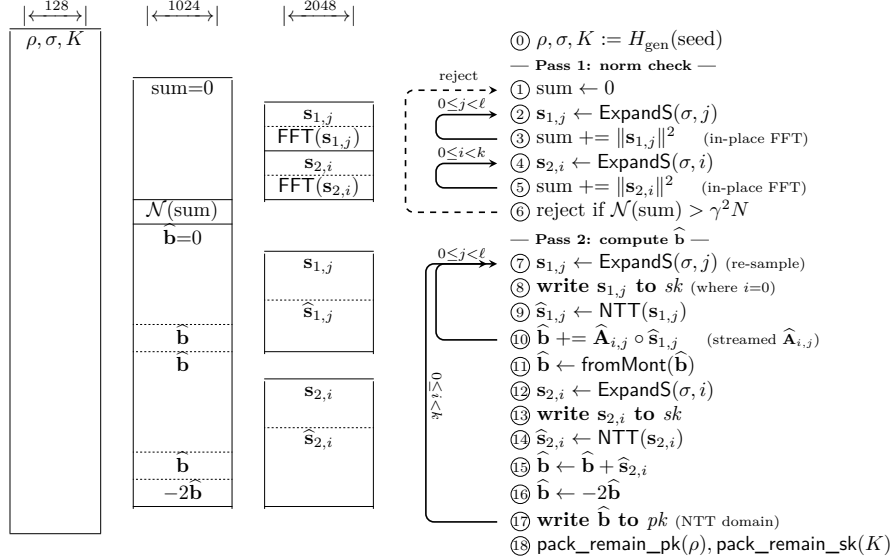 128 1024 2048
ρ, σ, K
sum=0
s₁,ⱼ
FFT(s₁,ⱼ)
s₂,ᵢ
FFT(s₂,ᵢ)
𝒩(sum)
b̂=0
s₁,ⱼ
ŝ₁,ⱼ
b̂
b̂
s₂,ᵢ
ŝ₂,ᵢ
b̂
−2b̂
reject
0≤j<ℓ
0≤i<k
0≤j<ℓ
0≤i<k
⓪ ρ, σ, K := H_gen(seed)
— Pass 1: norm check —
① sum ← 0
② s₁,ⱼ ← ExpandS(σ, j)
③ sum += ‖s₁,ⱼ‖² (in-place FFT)
④ s₂,ᵢ ← ExpandS(σ, i)
⑤ sum += ‖s₂,ᵢ‖² (in-place FFT)
⑥ reject if 𝒩(sum) > γ²N
— Pass 2: compute b̂ —
⑦ s₁,ⱼ ← ExpandS(σ, j) (re-sample)
⑧ write s₁,ⱼ to sk (where i=0)
⑨ ŝ₁,ⱼ ← NTT(s₁,ⱼ)
⑩ b̂ += Âᵢ,ⱼ ∘ ŝ₁,ⱼ (streamed Âᵢ,ⱼ)
⑪ b̂ ← fromMont(b̂)
⑫ s₂,ᵢ ← ExpandS(σ, i)
⑬ write s₂,ᵢ to sk
⑭ ŝ₂,ᵢ ← NTT(s₂,ᵢ)
⑮ b̂ ← b̂ + ŝ₂,ᵢ
⑯ b̂ ← −2b̂
⑰ write b̂ to pk (NTT domain)
⑱ pack_remain_pk(ρ), pack_remain_sk(K)